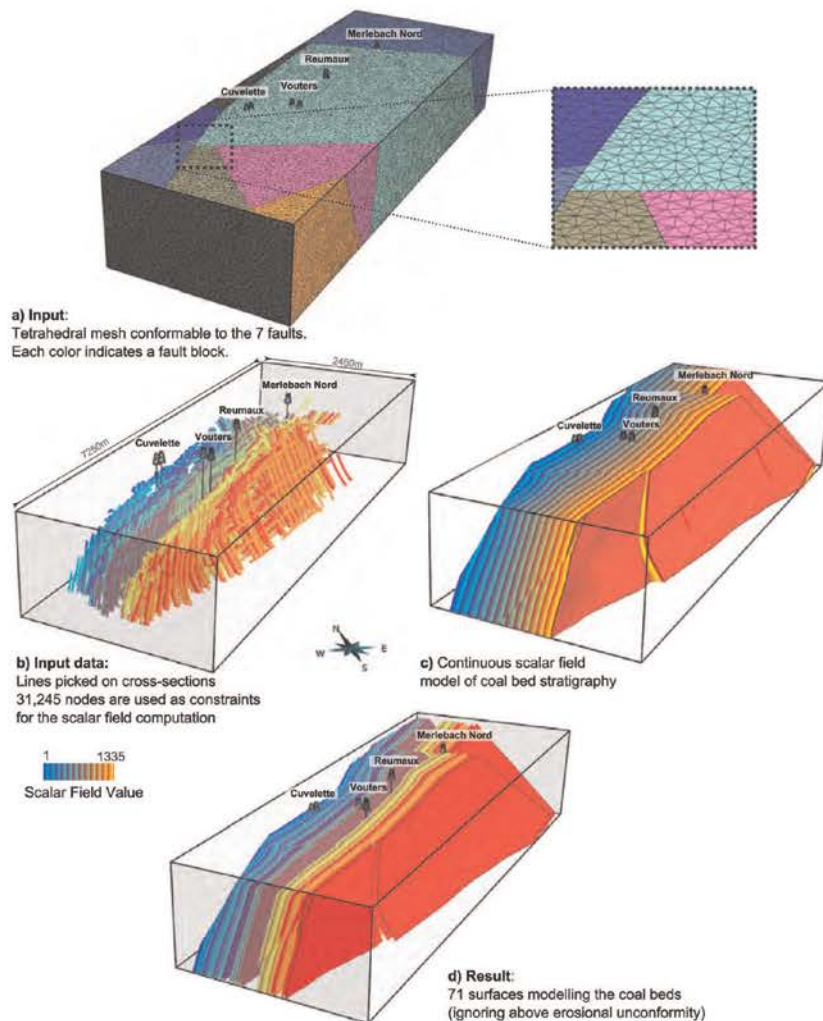 Merlebach Nord
Reumaux
Vouters
Cuvelette
a) Input:
Tetrahedral mesh conformable to the 7 faults.
Each color indicates a fault block.
2450m
7250m
Merlebach Nord
Reumaux
Cuvelette
Vouters
Merlebach Nord
Reumaux
Cuvelette
Vouters
N
W E
S
b) Input data:
Lines picked on cross-sections
31,245 nodes are used as constraints
for the scalar field computation
c) Continuous scalar field
model of coal bed stratigraphy
1 1335
Scalar Field Value
Merlebach Nord
Reumaux
Vouters
Cuvelette
d) Result:
71 surfaces modelling the coal beds
(ignoring above erosional unconformity)